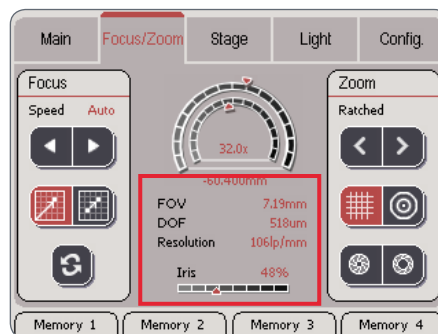 Main Focus/Zoom Stage Light Config.
Focus
Speed Auto
32.0x
-60.400mm
FOV 7.19mm
DOF 518um
Resolution 106lp/mm
Iris 48%
Zoom
Ratched
Memory 1 Memory 2 Memory 3 Memory 4